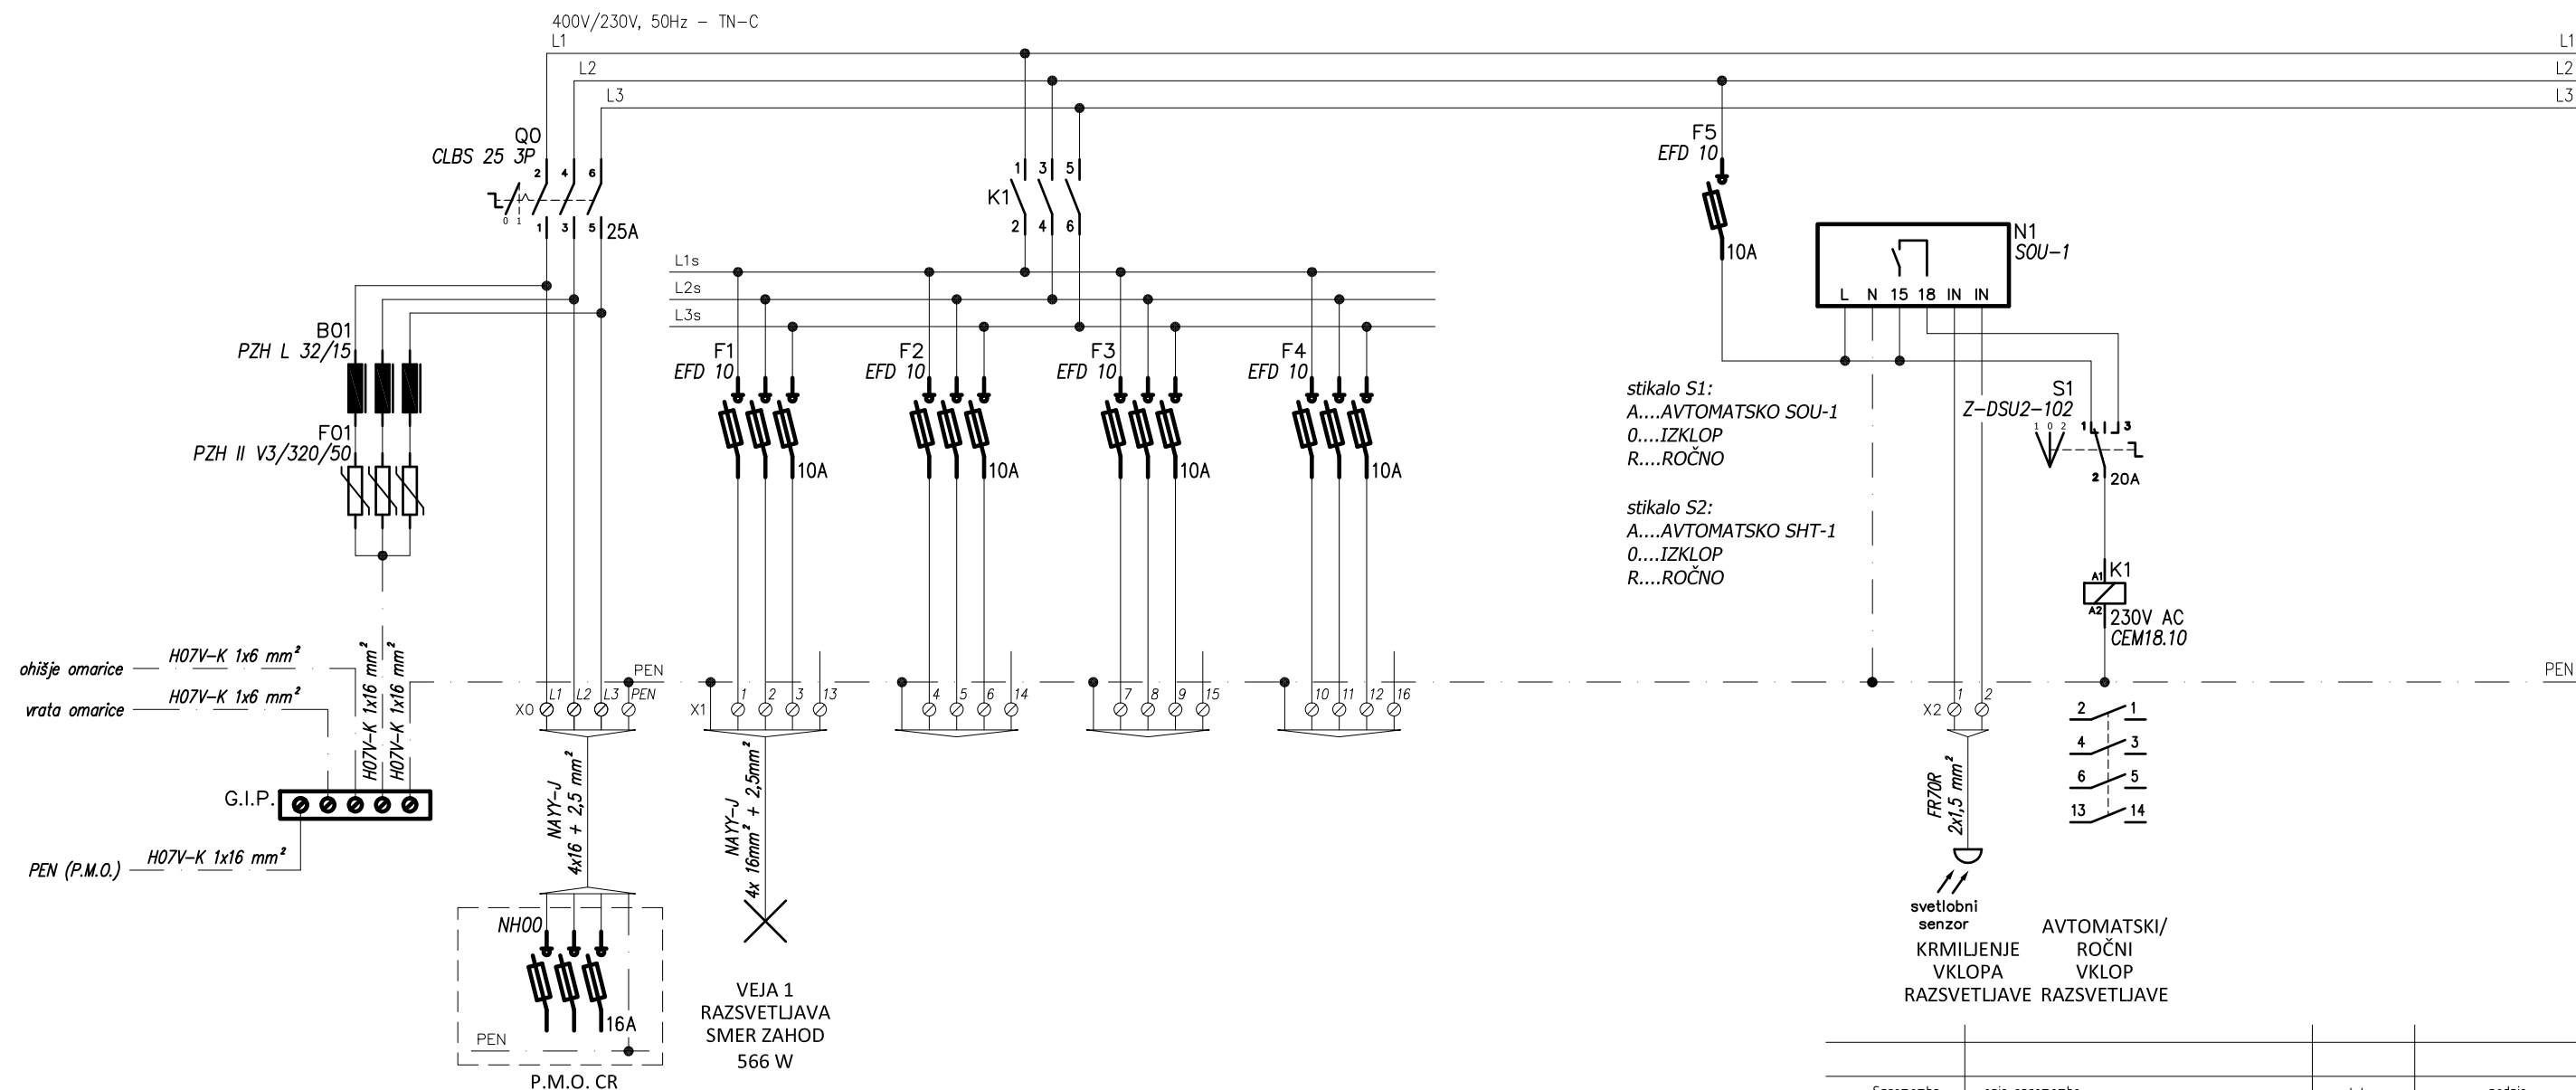 400V/230V, 50Hz – TN–C
L1
L1
L2
L2
L3
L3
Q0
CLBS 25 3P
2 4 6
0 1
1 3 5 25A
K1
1 3 5
2 4 6
F5
EFD 10
10A
N1
SOU-1
L N 15 18 IN IN
L1s
L2s
L3s
B01
PZH L 32/15
F01
PZH II V3/320/50
F1
EFD 10
10A
F2
EFD 10
10A
F3
EFD 10
10A
F4
EFD 10
10A
stikalo S1:
A....AVTOMATSKO SOU-1
0....IZKLOP
R....ROČNO
stikalo S2:
A....AVTOMATSKO SHT-1
0....IZKLOP
R....ROČNO
S1
Z-DSU2-102
1 0 2
1 3
2 20A
A1 K1
A2 230V AC
CEM18.10
ohišje omarice
H07V-K 1x6 mm²
vrata omarice
H07V-K 1x6 mm²
H07V-K 1x16 mm²
H07V-K 1x16 mm²
G.I.P.
PEN (P.M.O.)
H07V-K 1x16 mm²
PEN
PEN
X0 L1 L2 L3 PEN
X1 1 2 3 13
4 5 6 14
7 8 9 15
10 11 12 16
X2 1 2
2 1
4 3
6 5
13 14
NAYY-J
4x16 + 2,5 mm²
NAYY-J
4x 16mm² + 2,5mm²
FR70R
2x1,5 mm²
svetlobni
senzor
KRMILJENJE
VKLOPA
RAZSVETLJAVE
AVTOMATSKI/
ROČNI
VKLOP
RAZSVETLJAVE
NH00
16A
PEN
P.M.O. CR
VEJA 1
RAZSVETLJAVA
SMER ZAHOD
566 W